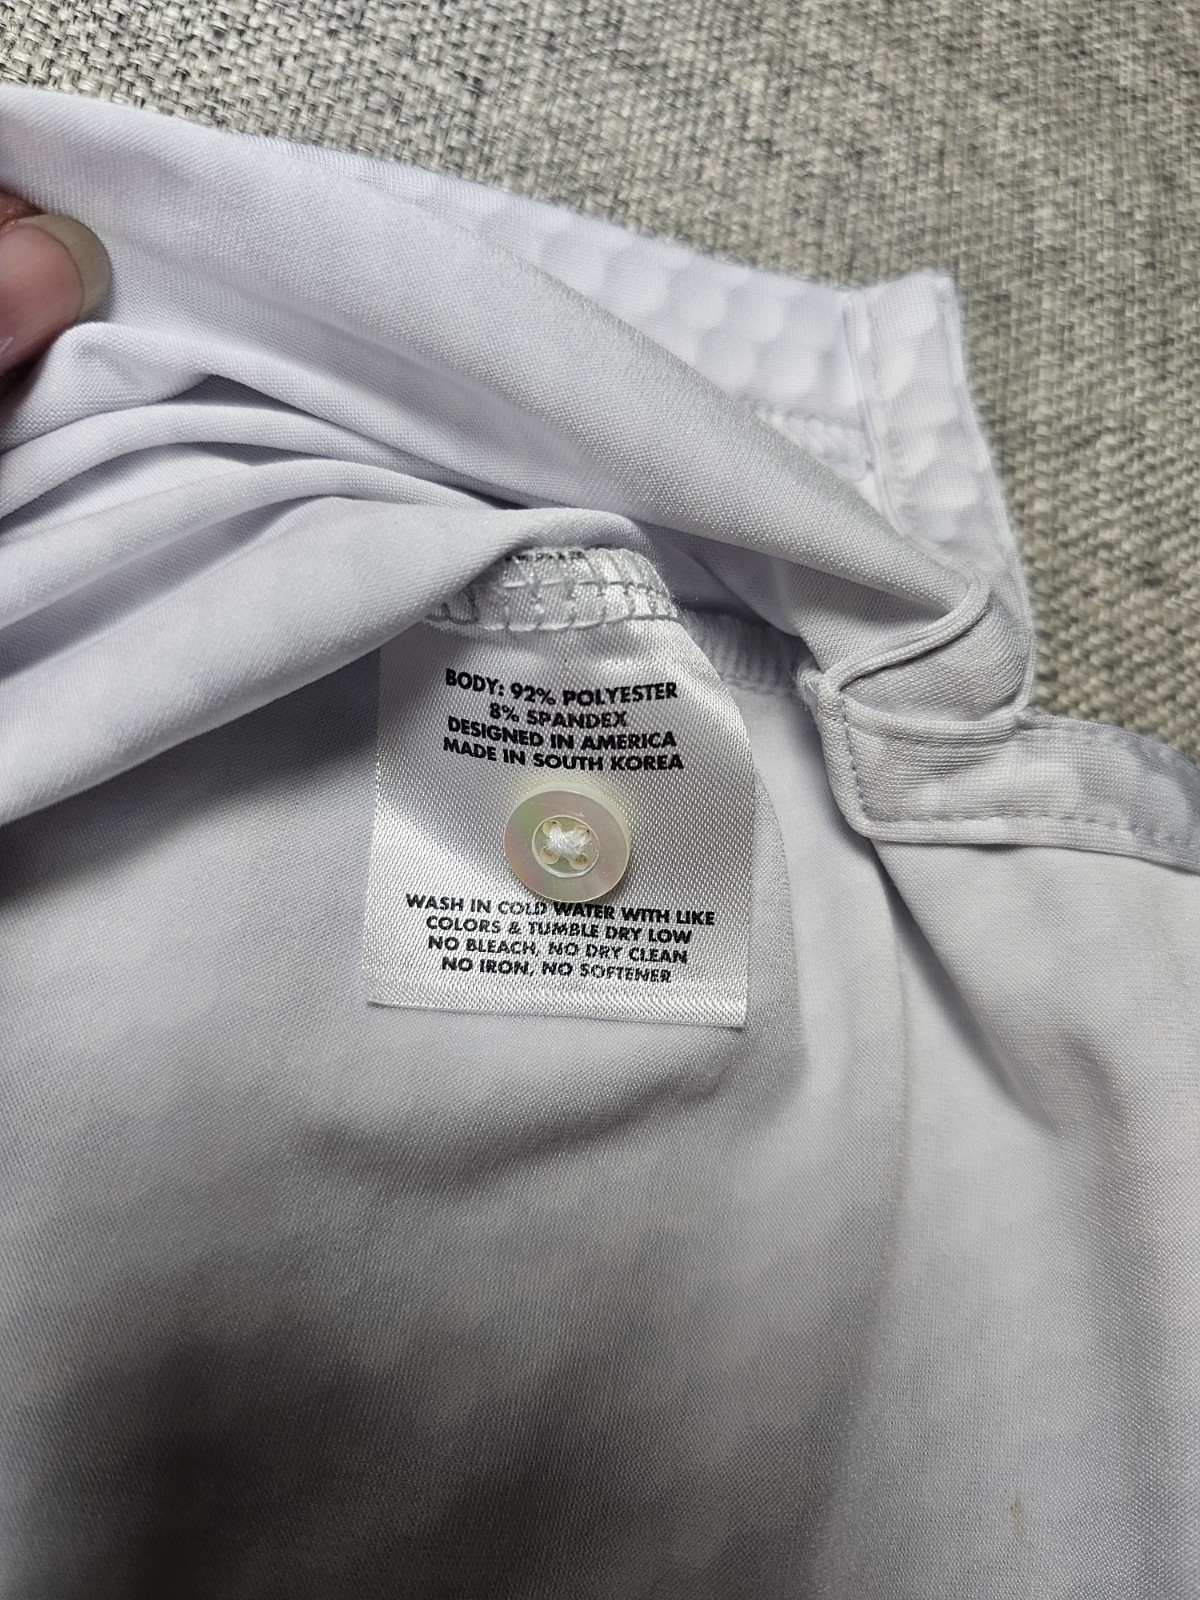 BODY: 92% POLYESTER
8% SPANDEX
DESIGNED IN AMERICA
MADE IN SOUTH KOREA
WASH IN COLD WATER WITH LIKE
COLORS & TUMBLE DRY LOW
NO BLEACH, NO DRY CLEAN
NO IRON, NO SOFTENER